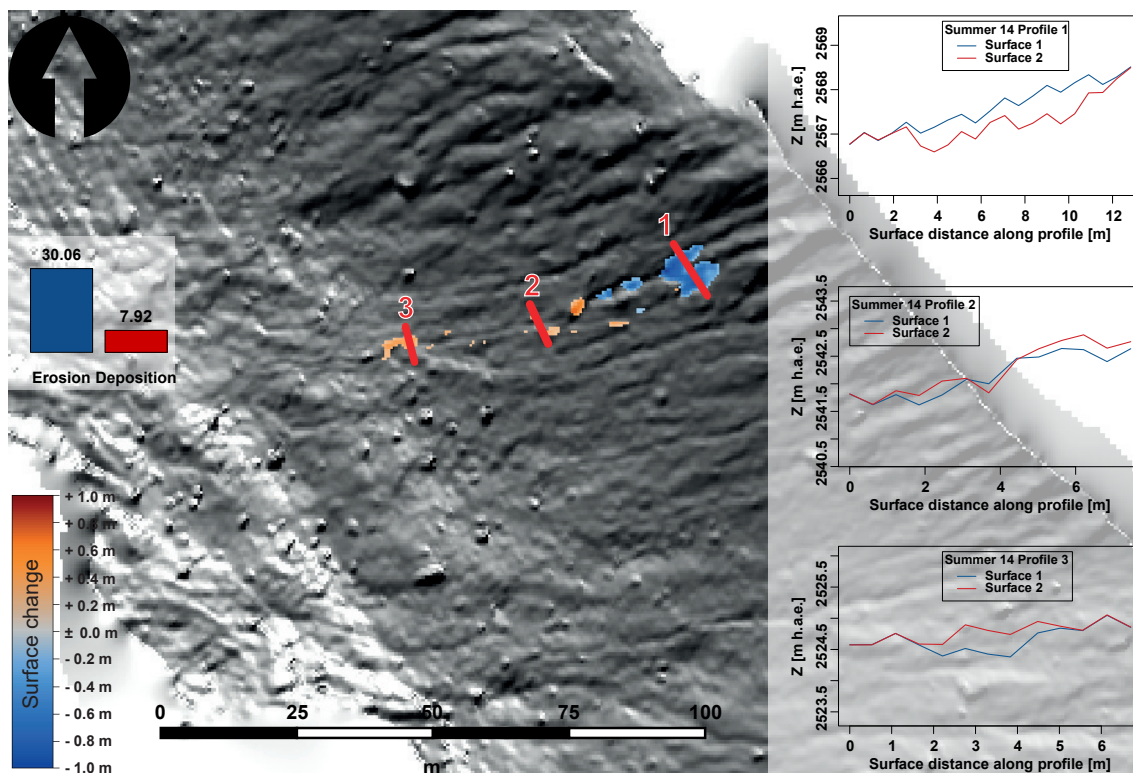 1
2
3
30.06
7.92
Erosion Deposition
Surface change
+ 1.0 m
+ 0.8 m
+ 0.6 m
+ 0.4 m
+ 0.2 m
± 0.0 m
- 0.2 m
- 0.4 m
- 0.6 m
- 0.8 m
- 1.0 m
0 25 50 75 100
m
Summer 14 Profile 1
Surface 1
Surface 2
Z [m h.a.e.]
2569
2568
2567
2566
0 2 4 6 8 10 12
Surface distance along profile [m]
Summer 14 Profile 2
Surface 1
Surface 2
Z [m h.a.e.]
2543.5
2542.5
2541.5
2540.5
0 2 4 6
Surface distance along profile [m]
Summer 14 Profile 3
Surface 1
Surface 2
Z [m h.a.e.]
2525.5
2524.5
2523.5
0 1 2 3 4 5 6
Surface distance along profile [m]